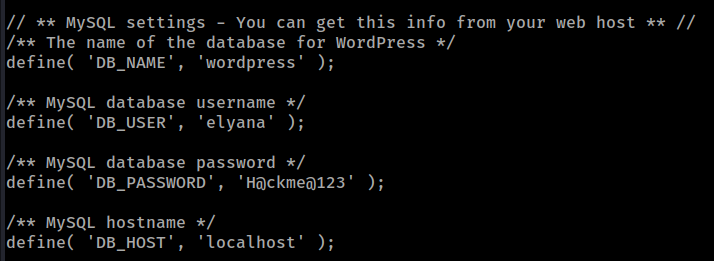 // ** MySQL settings - You can get this info from your web host ** //
/** The name of the database for WordPress */
define( 'DB_NAME', 'wordpress' );
/** MySQL database username */
define( 'DB_USER', 'elyana' );
/** MySQL database password */
define( 'DB_PASSWORD', 'H@ckme@123' );
/** MySQL hostname */
define( 'DB_HOST', 'localhost' );